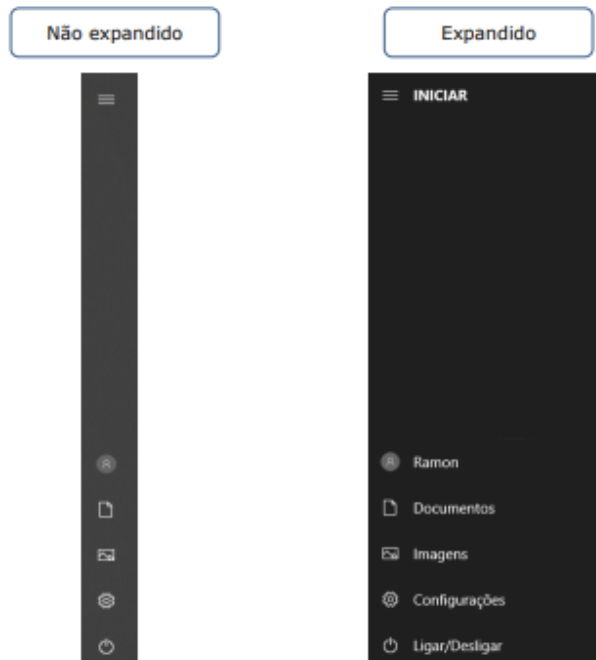 Não expandido
Expandido
INICIAR
Ramon
Documentos
Imagens
Configurações
Ligar/Desligar